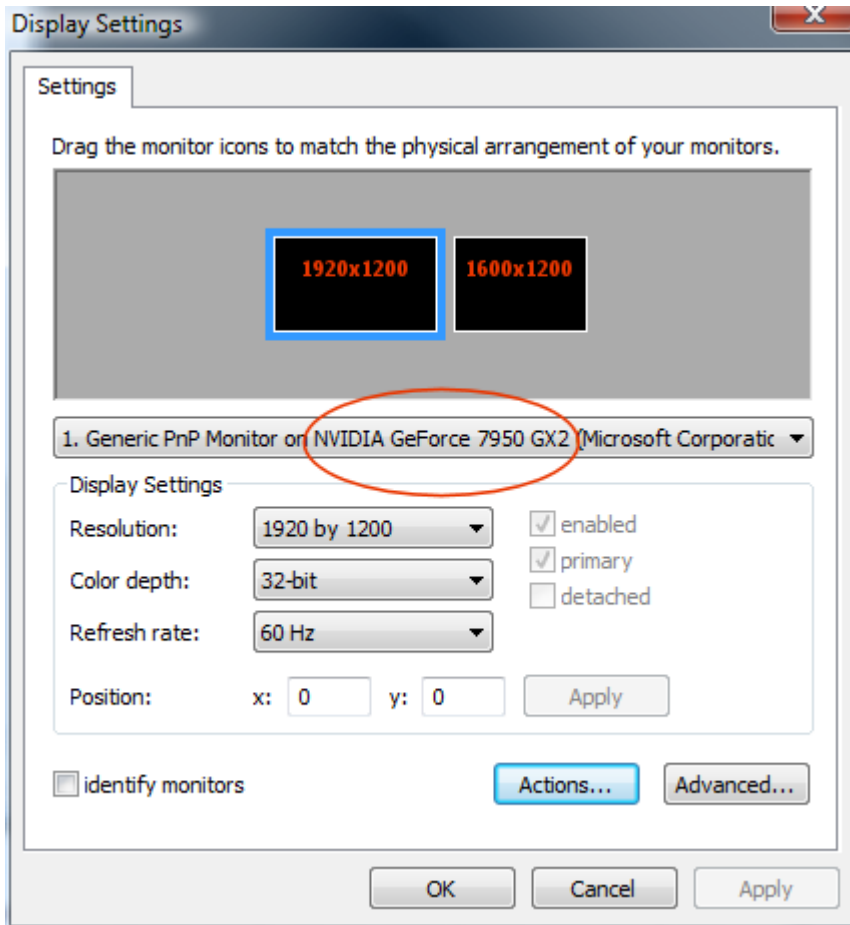 Display Settings
Settings
Drag the monitor icons to match the physical arrangement of your monitors.
1920x1200 1600x1200
1. Generic PnP Monitor on NVIDIA GeForce 7950 GX2 (Microsoft Corporatic
Display Settings
Resolution: 1920 by 1200 enabled
primary
Color depth: 32-bit
detached
Refresh rate: 60 Hz
Position: x: 0 y: 0 Apply
identify monitors Actions... Advanced...
OK Cancel Apply